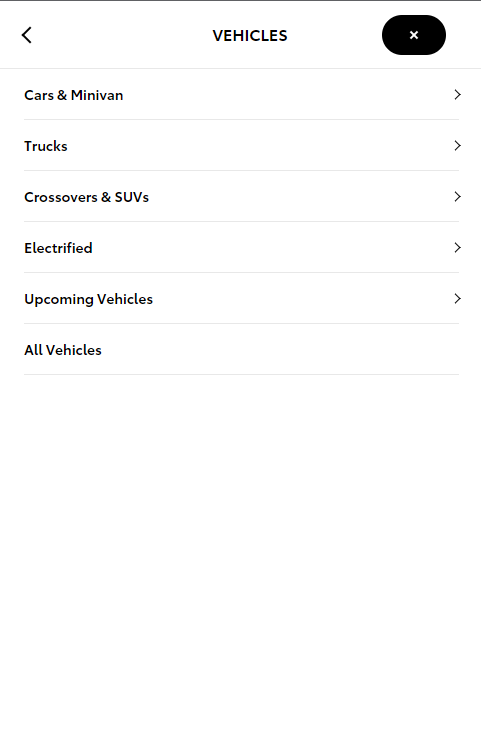 VEHICLES
Cars & Minivan
Trucks
Crossovers & SUVs
Electrified
Upcoming Vehicles
All Vehicles